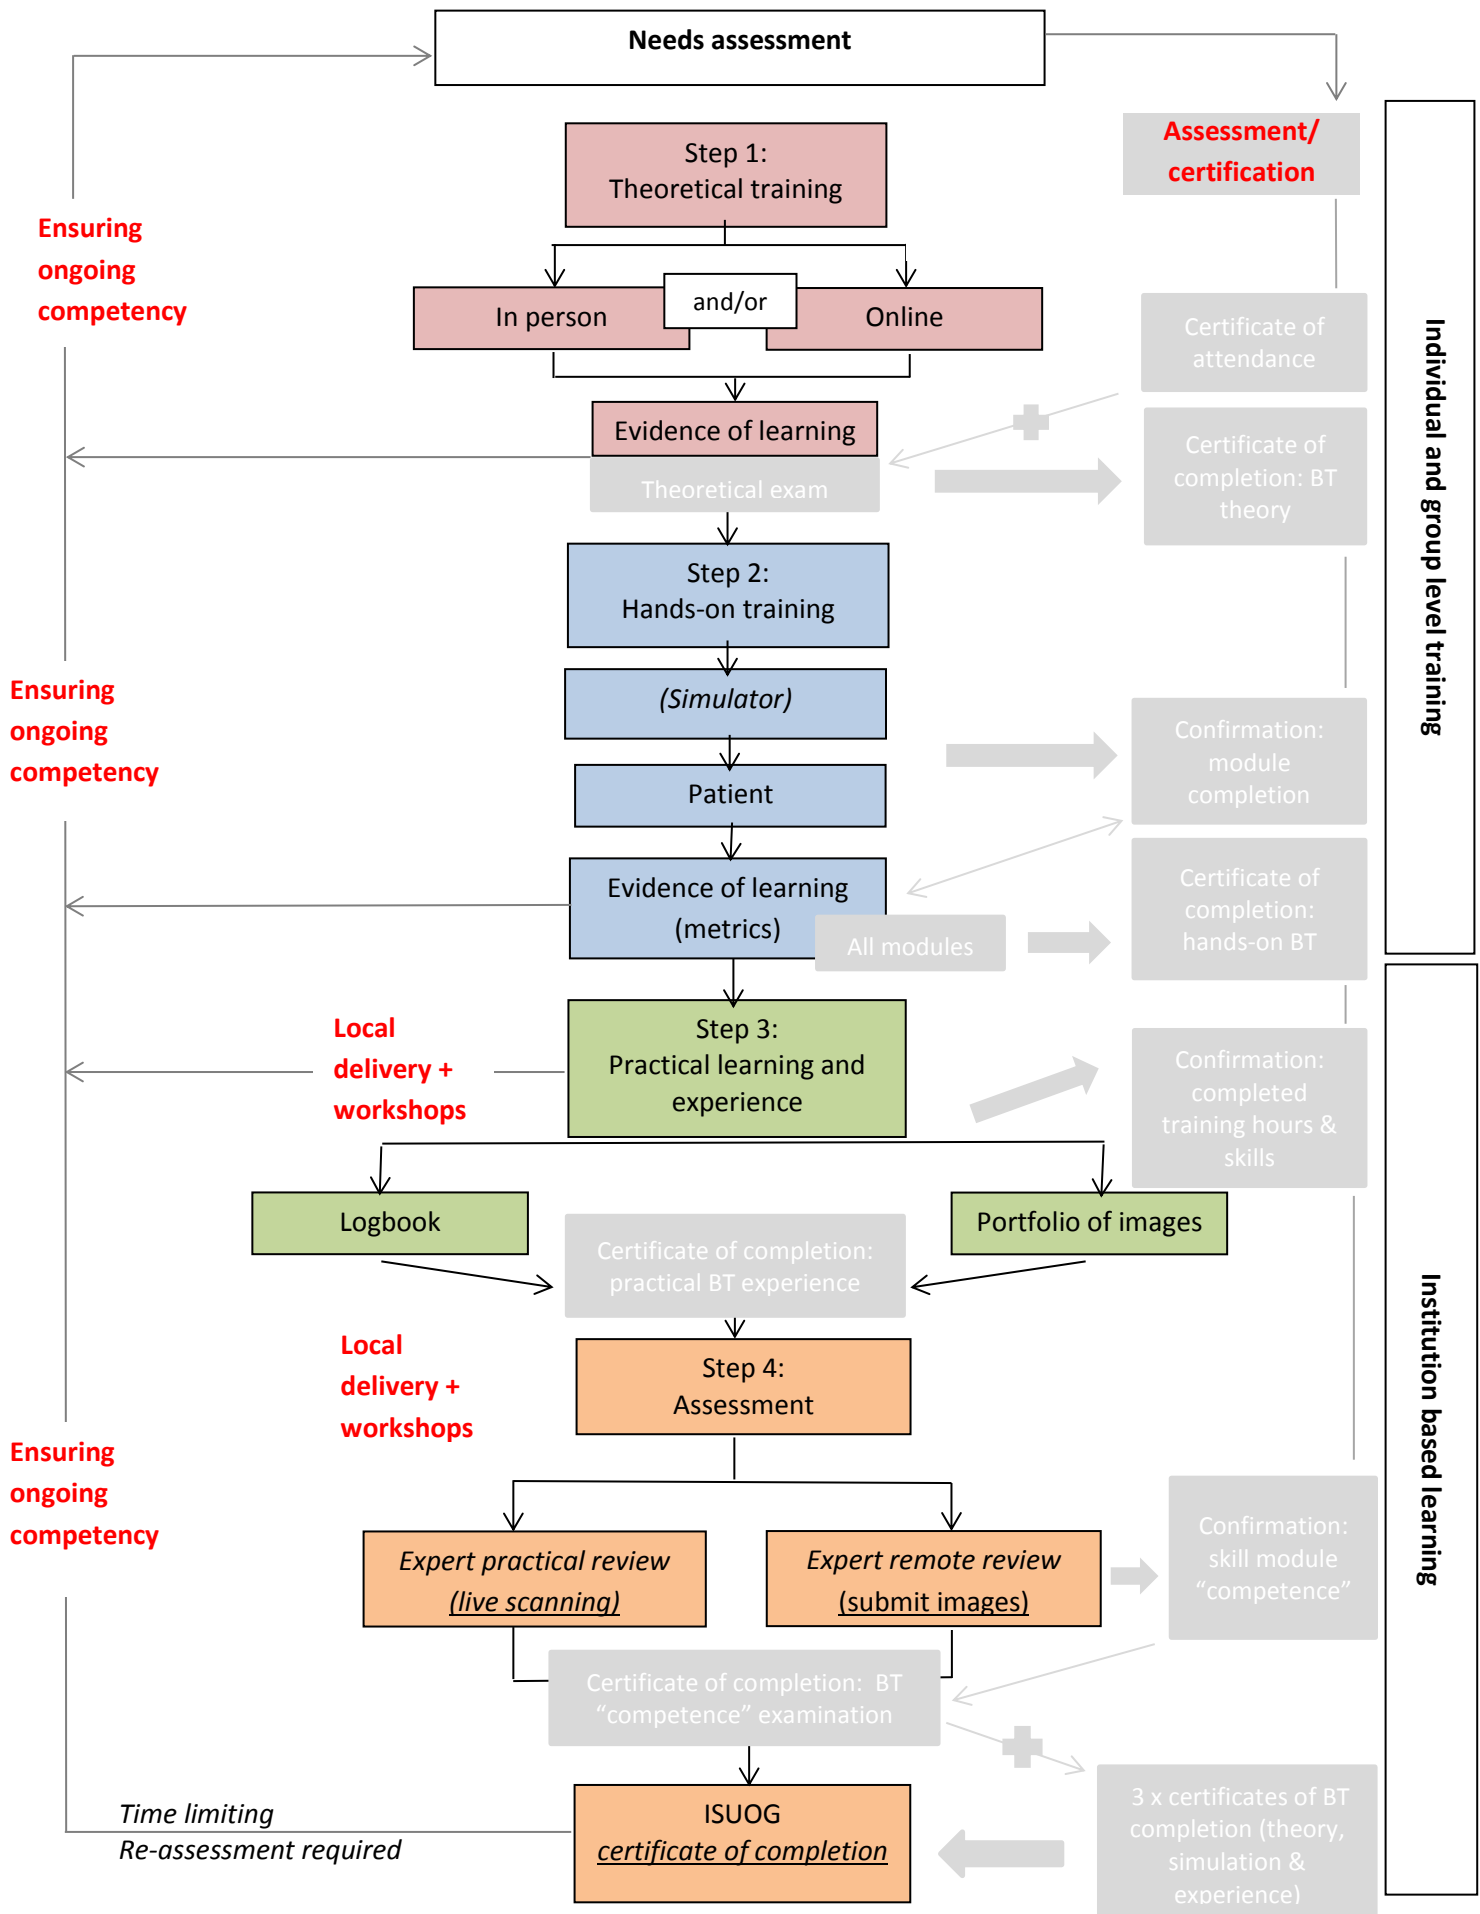 Needs assessment
Assessment/
certification
Step 1:
Theoretical training
Ensuring
ongoing
competency
In person
and/or
Online
Certificate of
attendance
Evidence of learning
Theoretical exam
Certificate of
completion: BT
theory
Individual and group level training
Step 2:
Hands-on training
(Simulator)
Ensuring
ongoing
competency
Patient
Confirmation:
module
completion
Evidence of learning
(metrics)
All modules
Certificate of
completion:
hands-on BT
Step 3:
Practical learning and
experience
Local
delivery +
workshops
Confirmation:
completed
training hours &
skills
Logbook
Portfolio of images
Certificate of completion:
practical BT experience
Institution based learning
Local
delivery +
workshops
Step 4:
Assessment
Ensuring
ongoing
competency
Expert practical review
(live scanning)
Expert remote review
(submit images)
Confirmation:
skill module
“competence”
Certificate of completion: BT
“competence” examination
Time limiting
Re-assessment required
ISUOG
certificate of completion
3 x certificates of BT
completion (theory,
simulation &
experience)